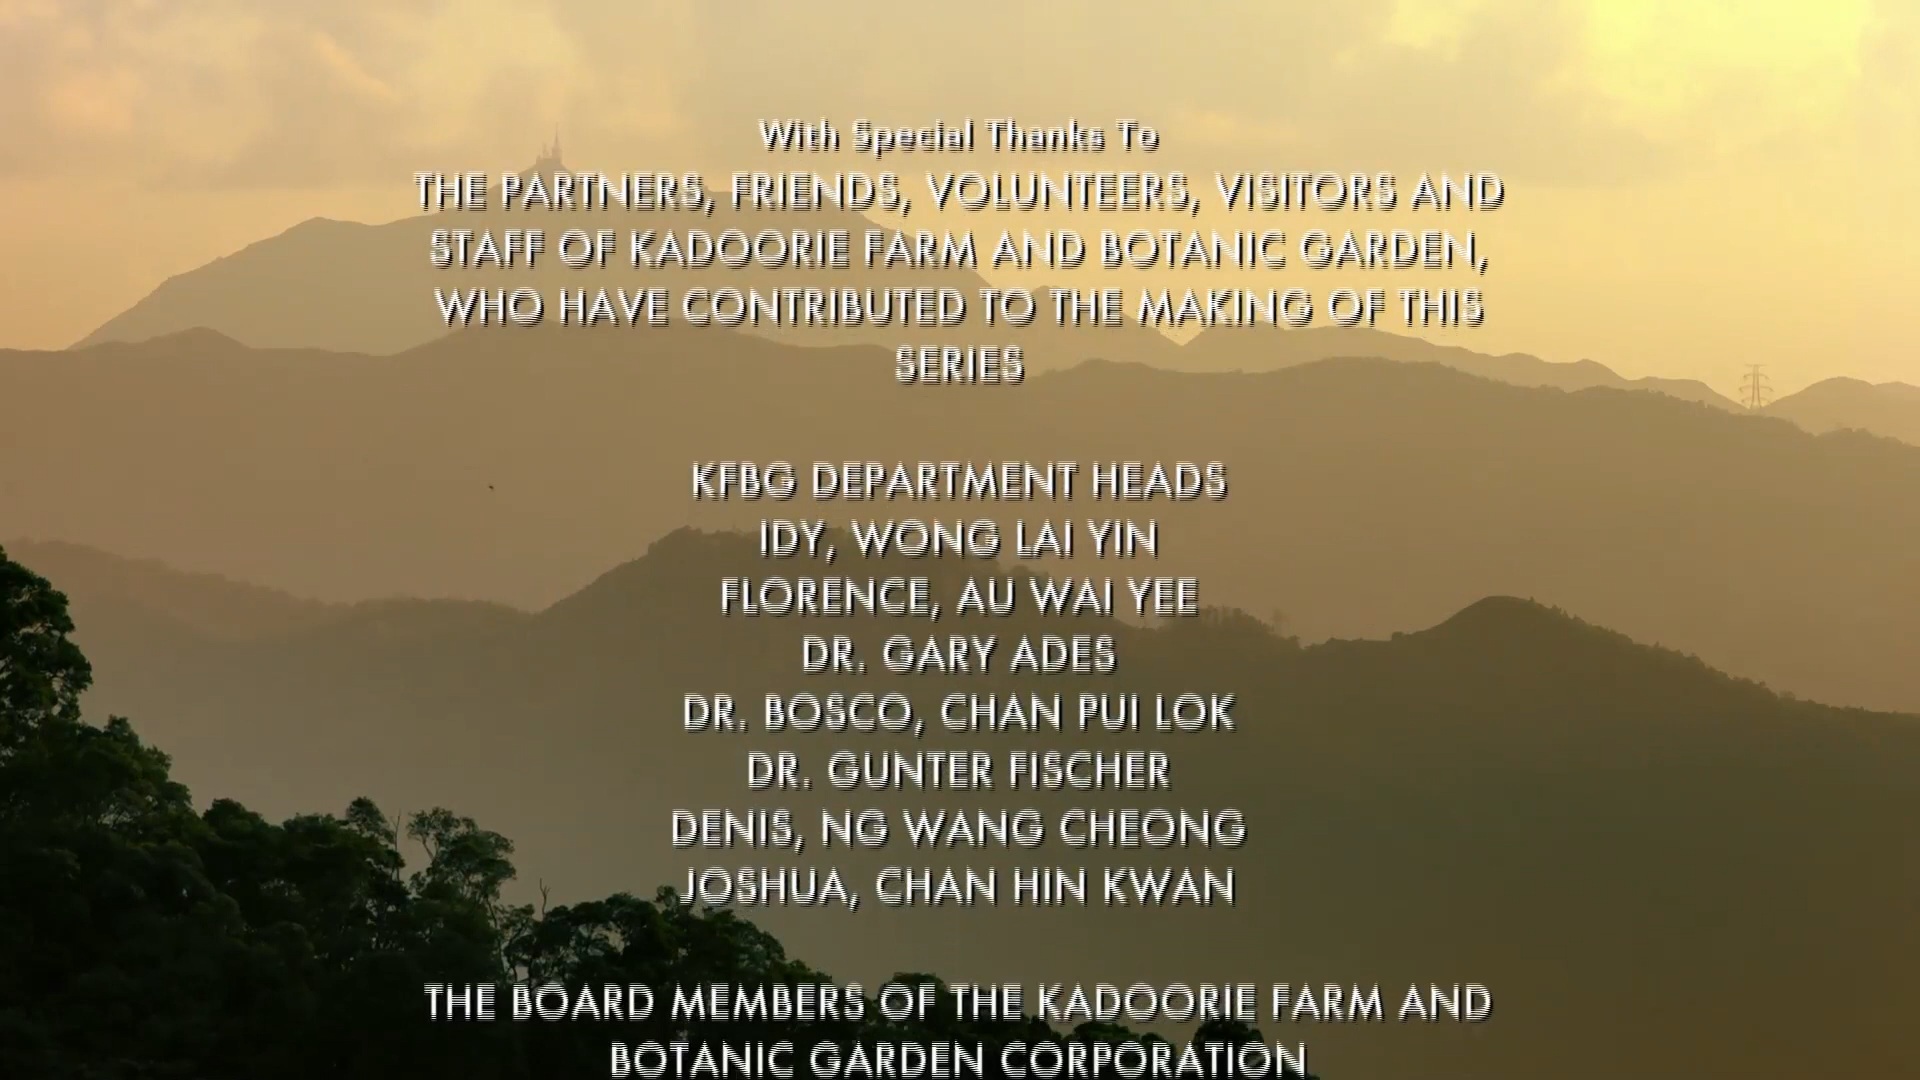 With Special Thanks To
THE PARTNERS, FRIENDS, VOLUNTEERS, VISITORS AND
STAFF OF KADOORIE FARM AND BOTANIC GARDEN,
WHO HAVE CONTRIBUTED TO THE MAKING OF THIS
SERIES
KFBG DEPARTMENT HEADS
IDY, WONG LAI YIN
FLORENCE, AU WAI YEE
DR. GARY ADES
DR. BOSCO, CHAN PUI LOK
DR. GUNTER FISCHER
DENIS, NG WANG CHEONG
JOSHUA, CHAN HIN KWAN
THE BOARD MEMBERS OF THE KADOORIE FARM AND
BOTANIC GARDEN CORPORATION